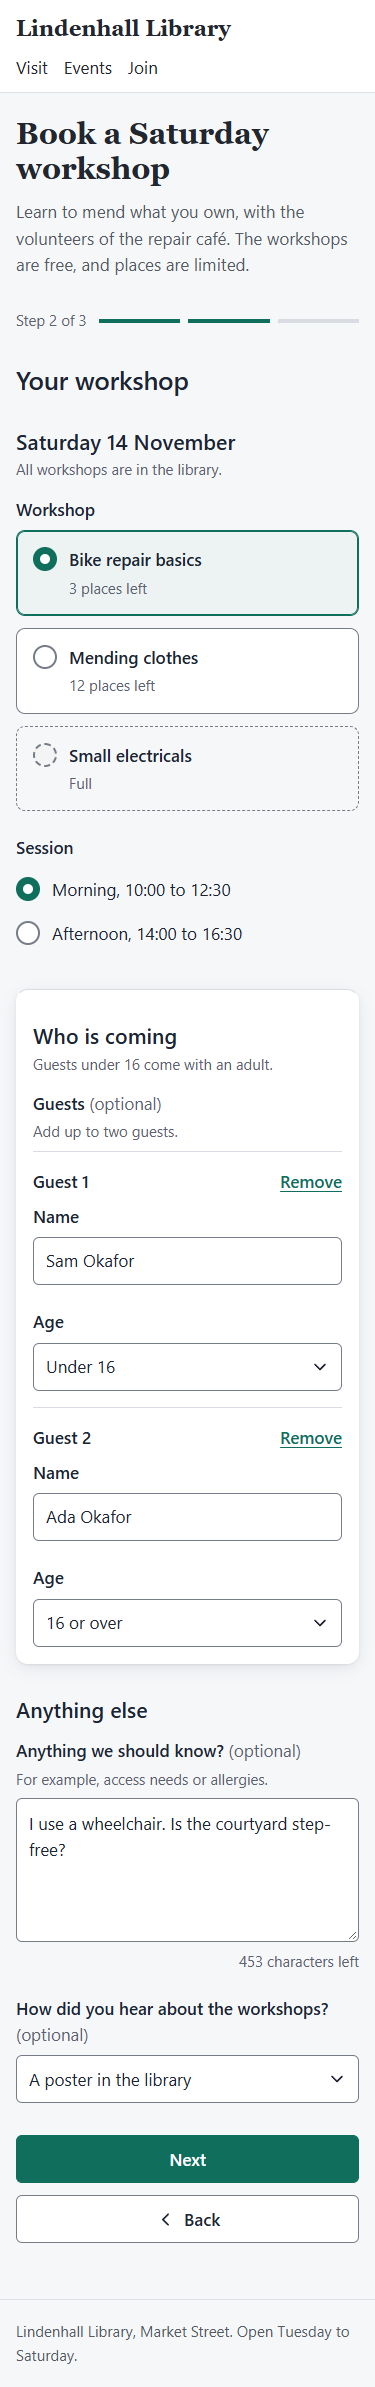 Lindenhall Library
Visit Events Join
Book a Saturday
workshop
Learn to mend what you own, with the
volunteers of the repair café. The workshops
are free, and places are limited.
Step 2 of 3
Your workshop
Saturday 14 November
All workshops are in the library.
Workshop
Bike repair basics
3 places left
Mending clothes
12 places left
Small electricals
Full
Session
Morning, 10:00 to 12:30
Afternoon, 14:00 to 16:30
Who is coming
Guests under 16 come with an adult.
Guests (optional)
Add up to two guests.
Guest 1 Remove
Name
Sam Okafor
Age
Under 16
Guest 2 Remove
Name
Ada Okafor
Age
16 or over
Anything else
Anything we should know? (optional)
For example, access needs or allergies.
I use a wheelchair. Is the courtyard step-
free?
453 characters left
How did you hear about the workshops?
(optional)
A poster in the library
Next
Back
Lindenhall Library, Market Street. Open Tuesday to
Saturday.